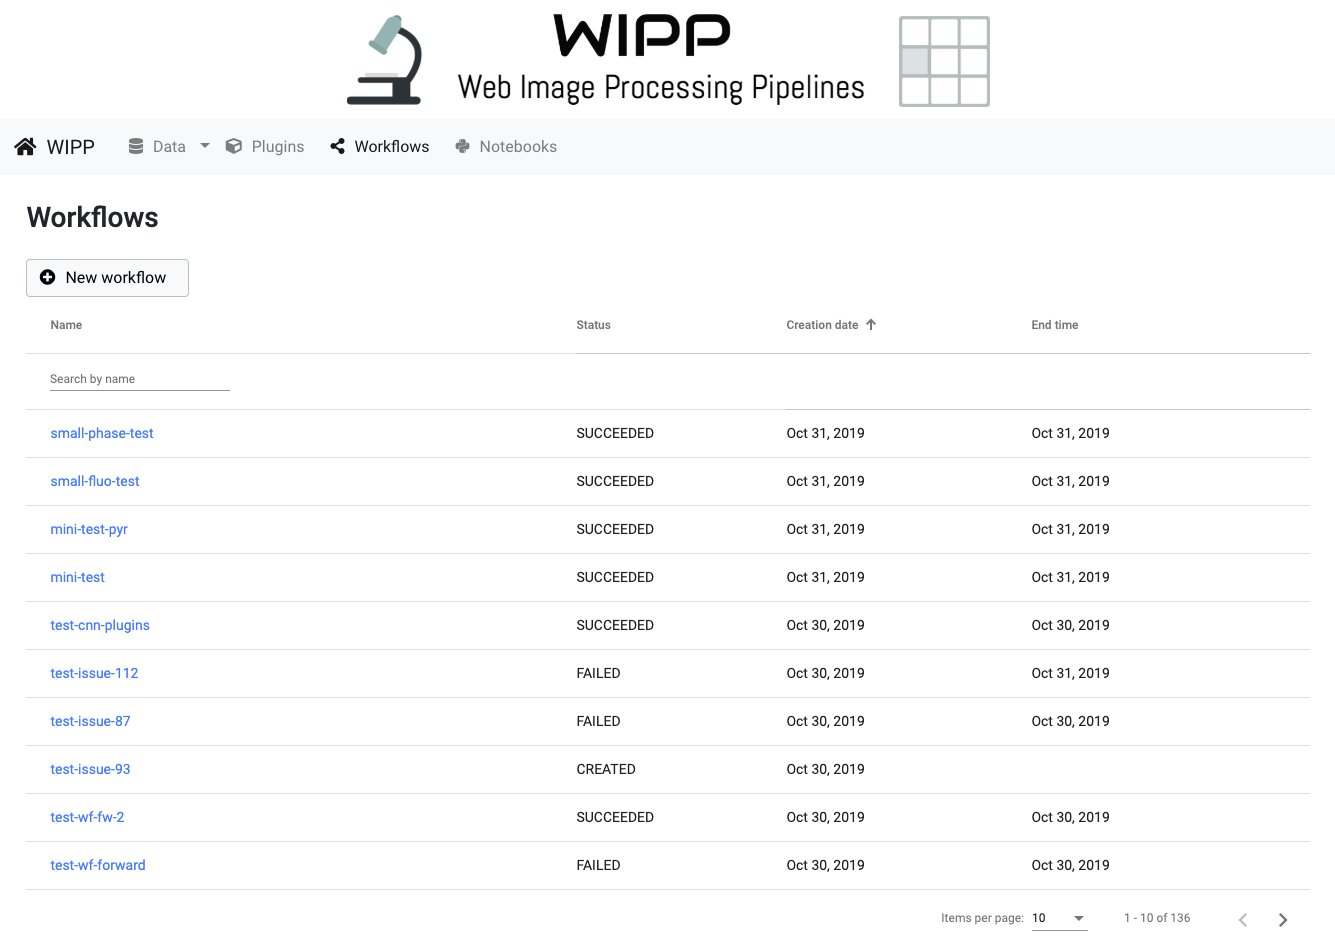 WIPP
Web Image Processing Pipelines
WIPP Data Plugins Workflows Notebooks
Workflows
New workflow
Name Status Creation date End time
Search by name
small-phase-test SUCCEEDED Oct 31, 2019 Oct 31, 2019
small-fluo-test SUCCEEDED Oct 31, 2019 Oct 31, 2019
mini-test-pyr SUCCEEDED Oct 31, 2019 Oct 31, 2019
mini-test SUCCEEDED Oct 31, 2019 Oct 31, 2019
test-cnn-plugins SUCCEEDED Oct 30, 2019 Oct 30, 2019
test-issue-112 FAILED Oct 30, 2019 Oct 31, 2019
test-issue-87 FAILED Oct 30, 2019 Oct 30, 2019
test-issue-93 CREATED Oct 30, 2019
test-wf-fw-2 SUCCEEDED Oct 30, 2019 Oct 30, 2019
test-wf-forward FAILED Oct 30, 2019 Oct 30, 2019
Items per page: 10 1 - 10 of 136